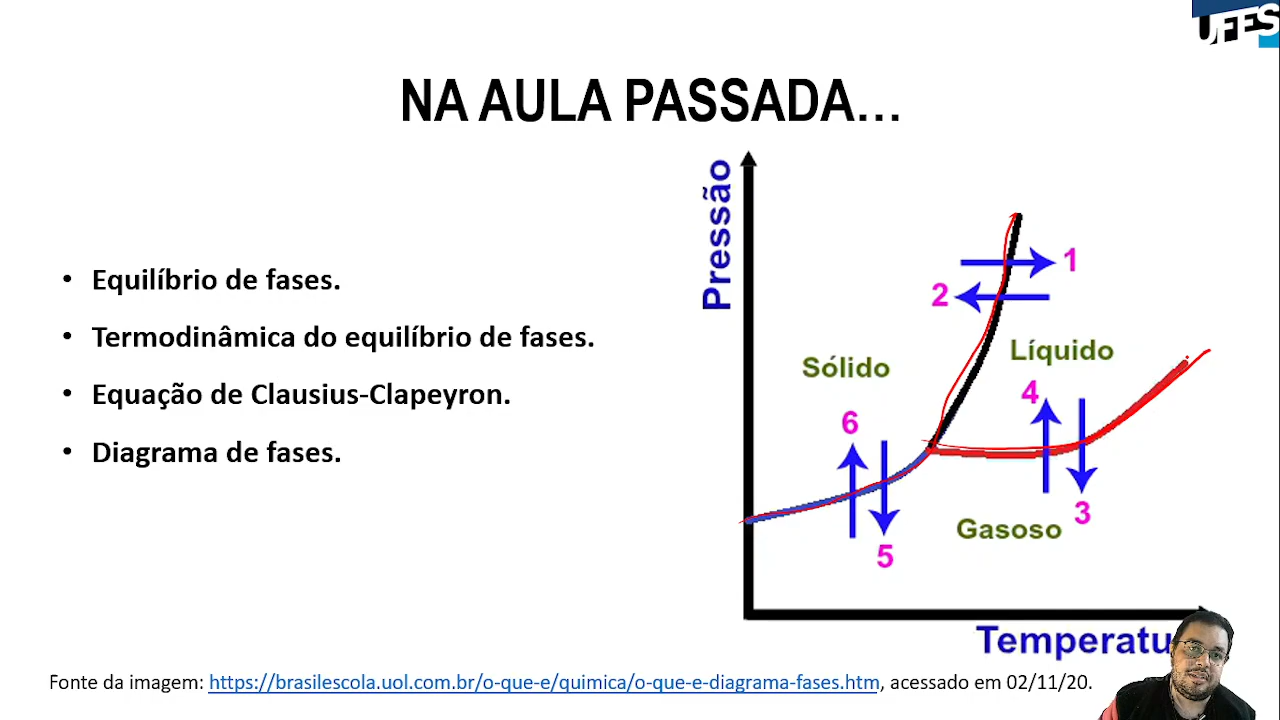 UFES
NA AULA PASSADA...
• Equilíbrio de fases.
• Termodinâmica do equilíbrio de fases.
• Equação de Clausius-Clapeyron.
• Diagrama de fases.
Pressão
1
2
Sólido
Líquido
4
6
3
Gasoso
5
Temperatu
Fonte da imagem: https://brasilescola.uol.com.br/o-que-e/quimica/o-que-e-diagrama-fases.htm, acessado em 02/11/20.